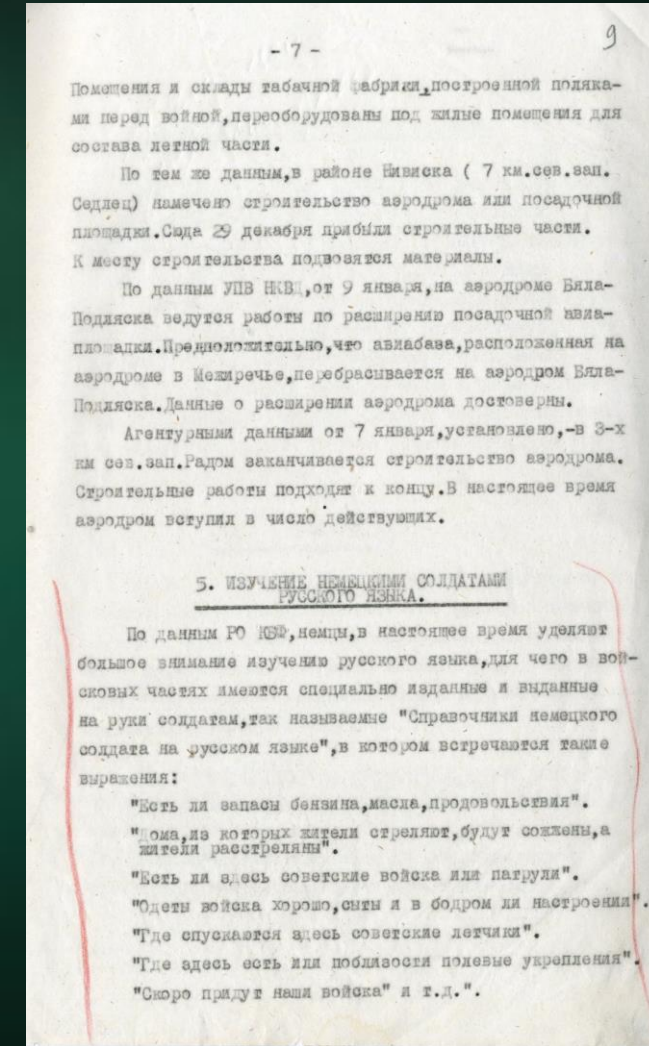 9
- 7 -
Помещения и склады табачной фабрики, построенной поляка-
ми перед войной, переоборудованы под жилые помещения для
состава летной части.
По тем же данным, в районе Нивиска ( 7 км.сев.зап.
Седлец) намечено строительство аэродрома или посадочной
площадки. Сюда 29 декабря прибыли строительные части.
К месту строительства подвозятся материалы.
По данным УПВ НКВД, от 9 января, на аэродроме Бяла-
Подляска ведутся работы по расширению посадочной авиа-
площадки. Предположительно, что авиабаза, расположенная на
аэродроме в Межиречье, перебрасывается на аэродром Бяла-
Подляска. Данные о расширении аэродрома достоверны.
Агентурными данными от 7 января, установлено,-в 3-х
км сев.зап.Радом заканчивается строительство аэродрома.
Строительные работы подходят к концу. В настоящее время
аэродром вступил в число действующих.
5. ИЗУЧЕНИЕ НЕМЕЦКИМИ СОЛДАТАМИ
РУССКОГО ЯЗЫКА.
По данным РО КБФ, немцы, в настоящее время уделяют
большое внимание изучению русского языка, для чего в вой-
сковых частях имеются специально изданные и выданные
на руки солдатам, так называемые "Справочники немецкого
солдата на русском языке", в котором встречаются такие
выражения:
"Есть ли запасы бензина, масла, продовольствия".
"Дома, из которых жители стреляют, будут сожжены, а
жители расстреляны".
"Есть ли здесь советские войска или патрули".
"Одеты войска хорошо, сыты и в бодром ли настроении".
"Где спускаются здесь советские летчики".
"Где здесь есть или поблизости полевые укрепления".
"Скоро придут наши войска" и т.д.".